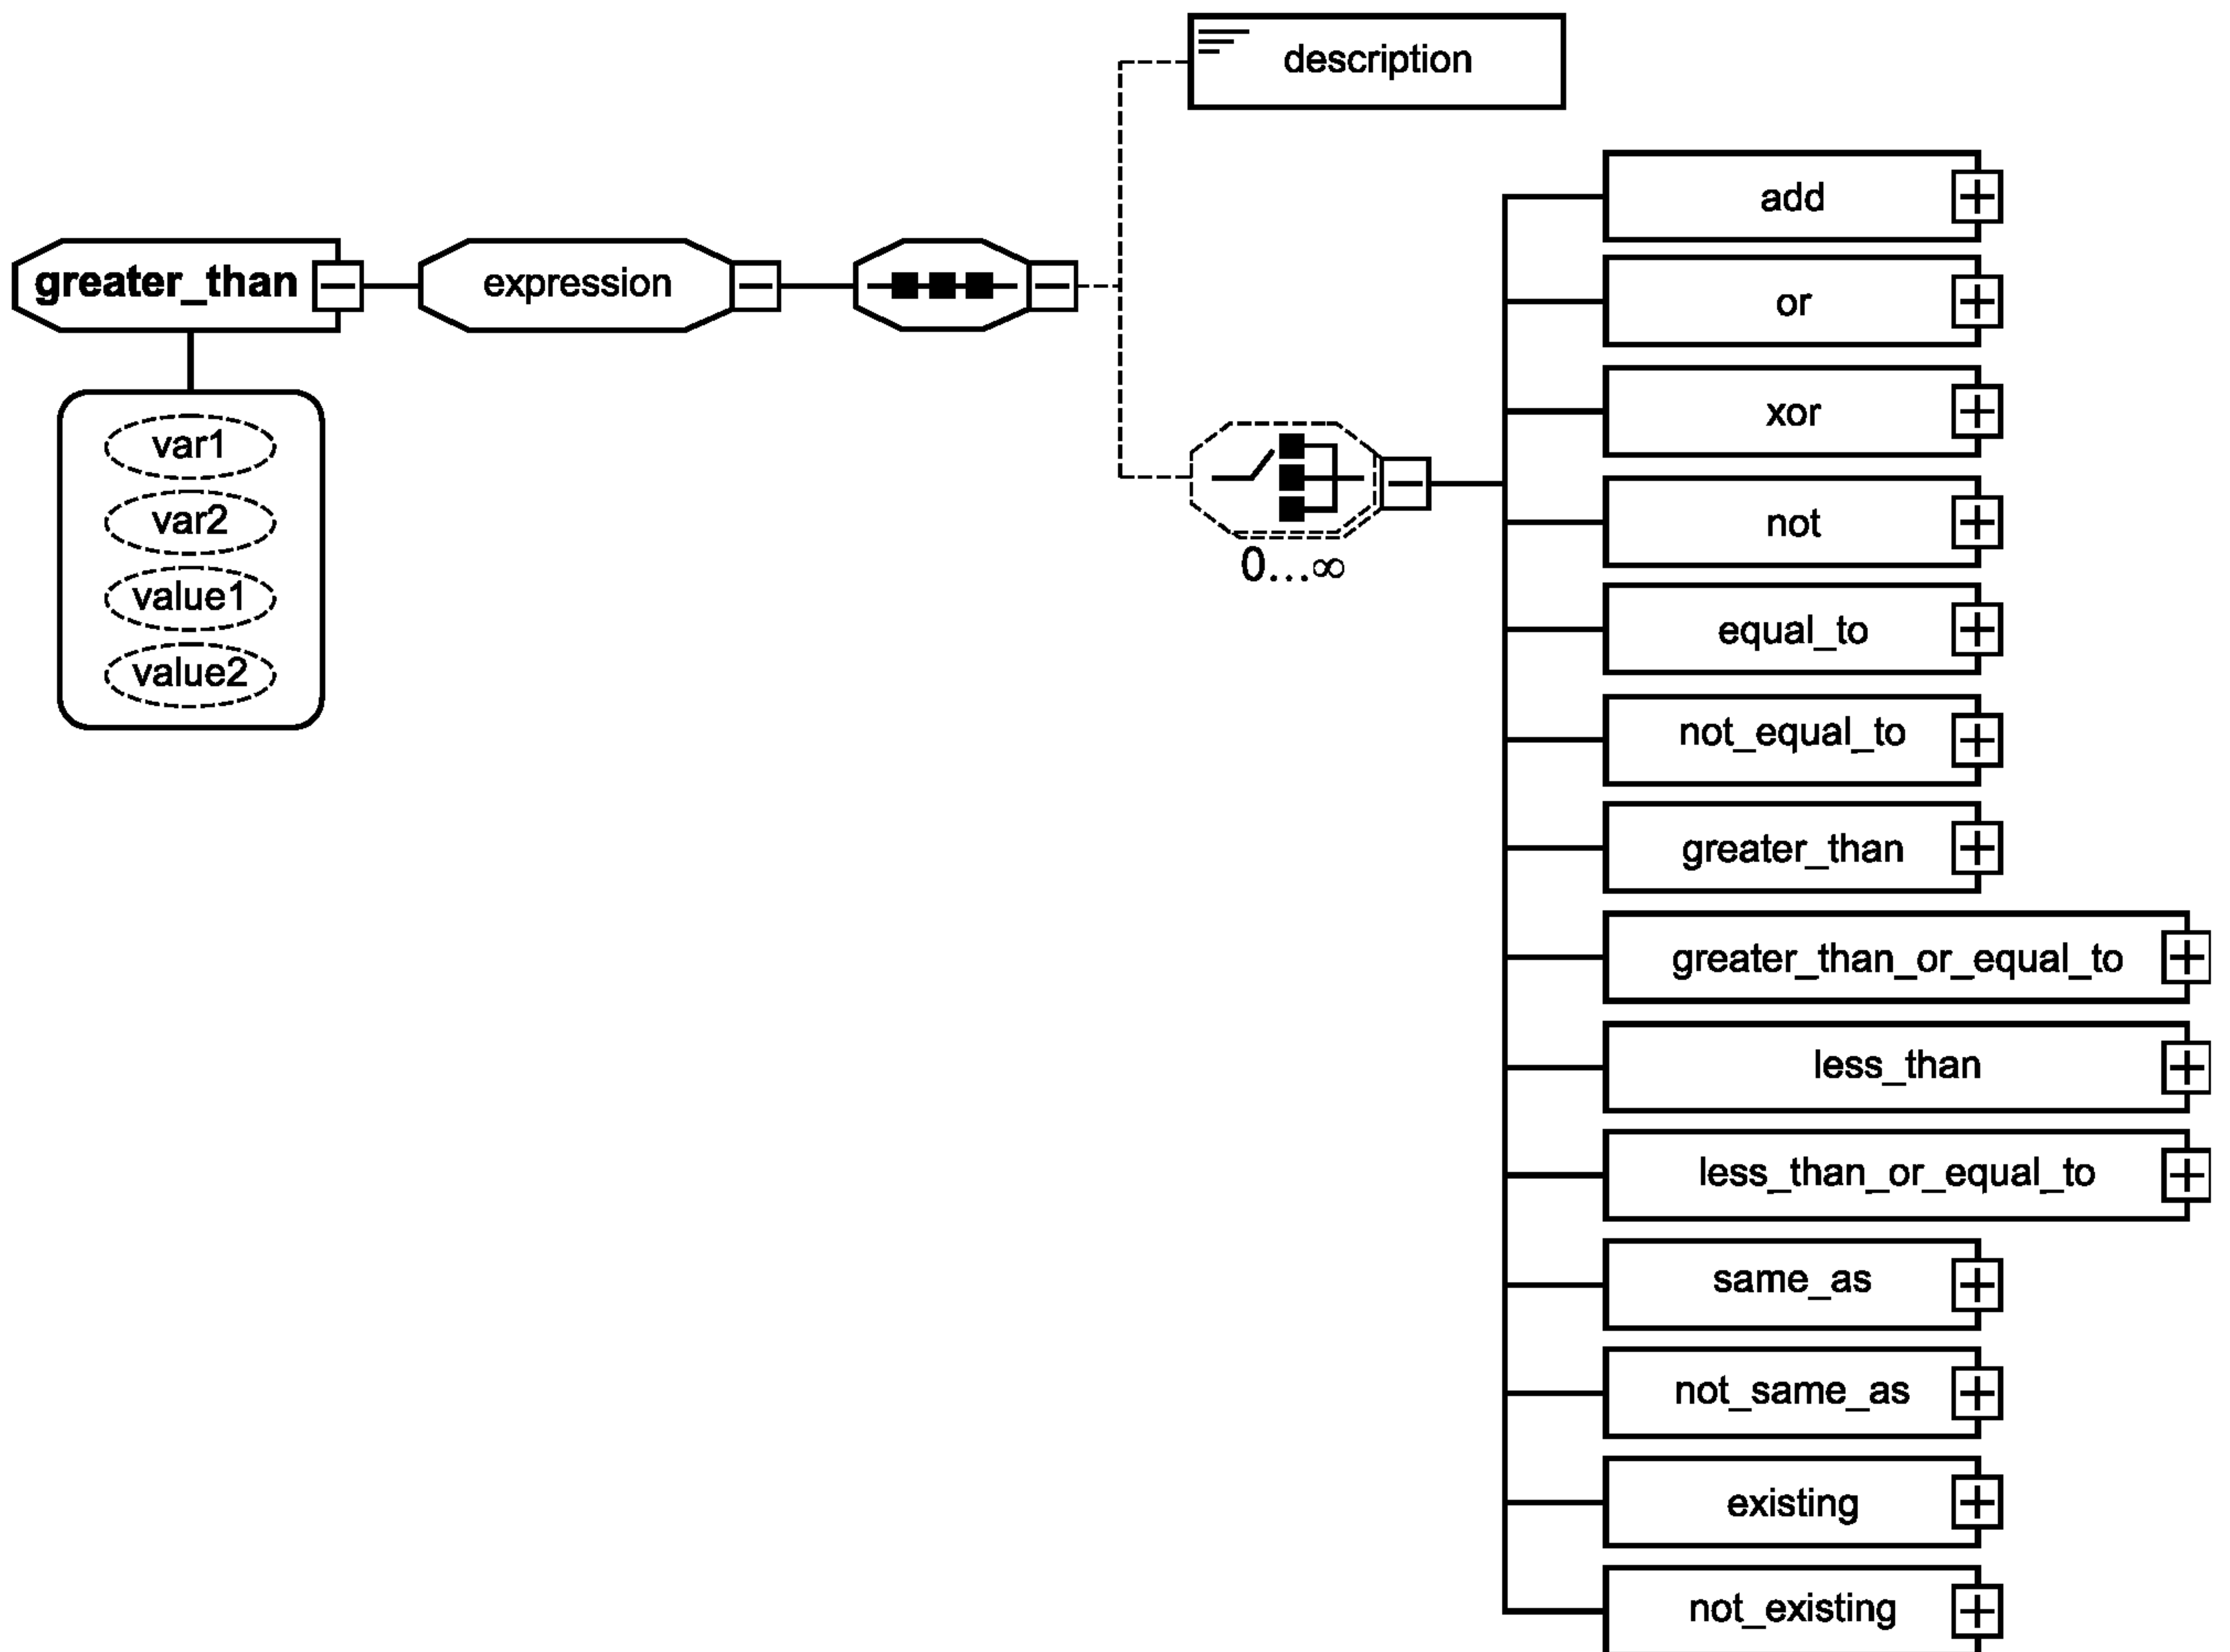 description
greater_than
expression
var1
var2
value1
value2
0...∞
add
or
xor
not
equal_to
not_equal_to
greater_than
greater_than_or_equal_to
less_than
less_than_or_equal_to
same_as
not_same_as
existing
not_existing